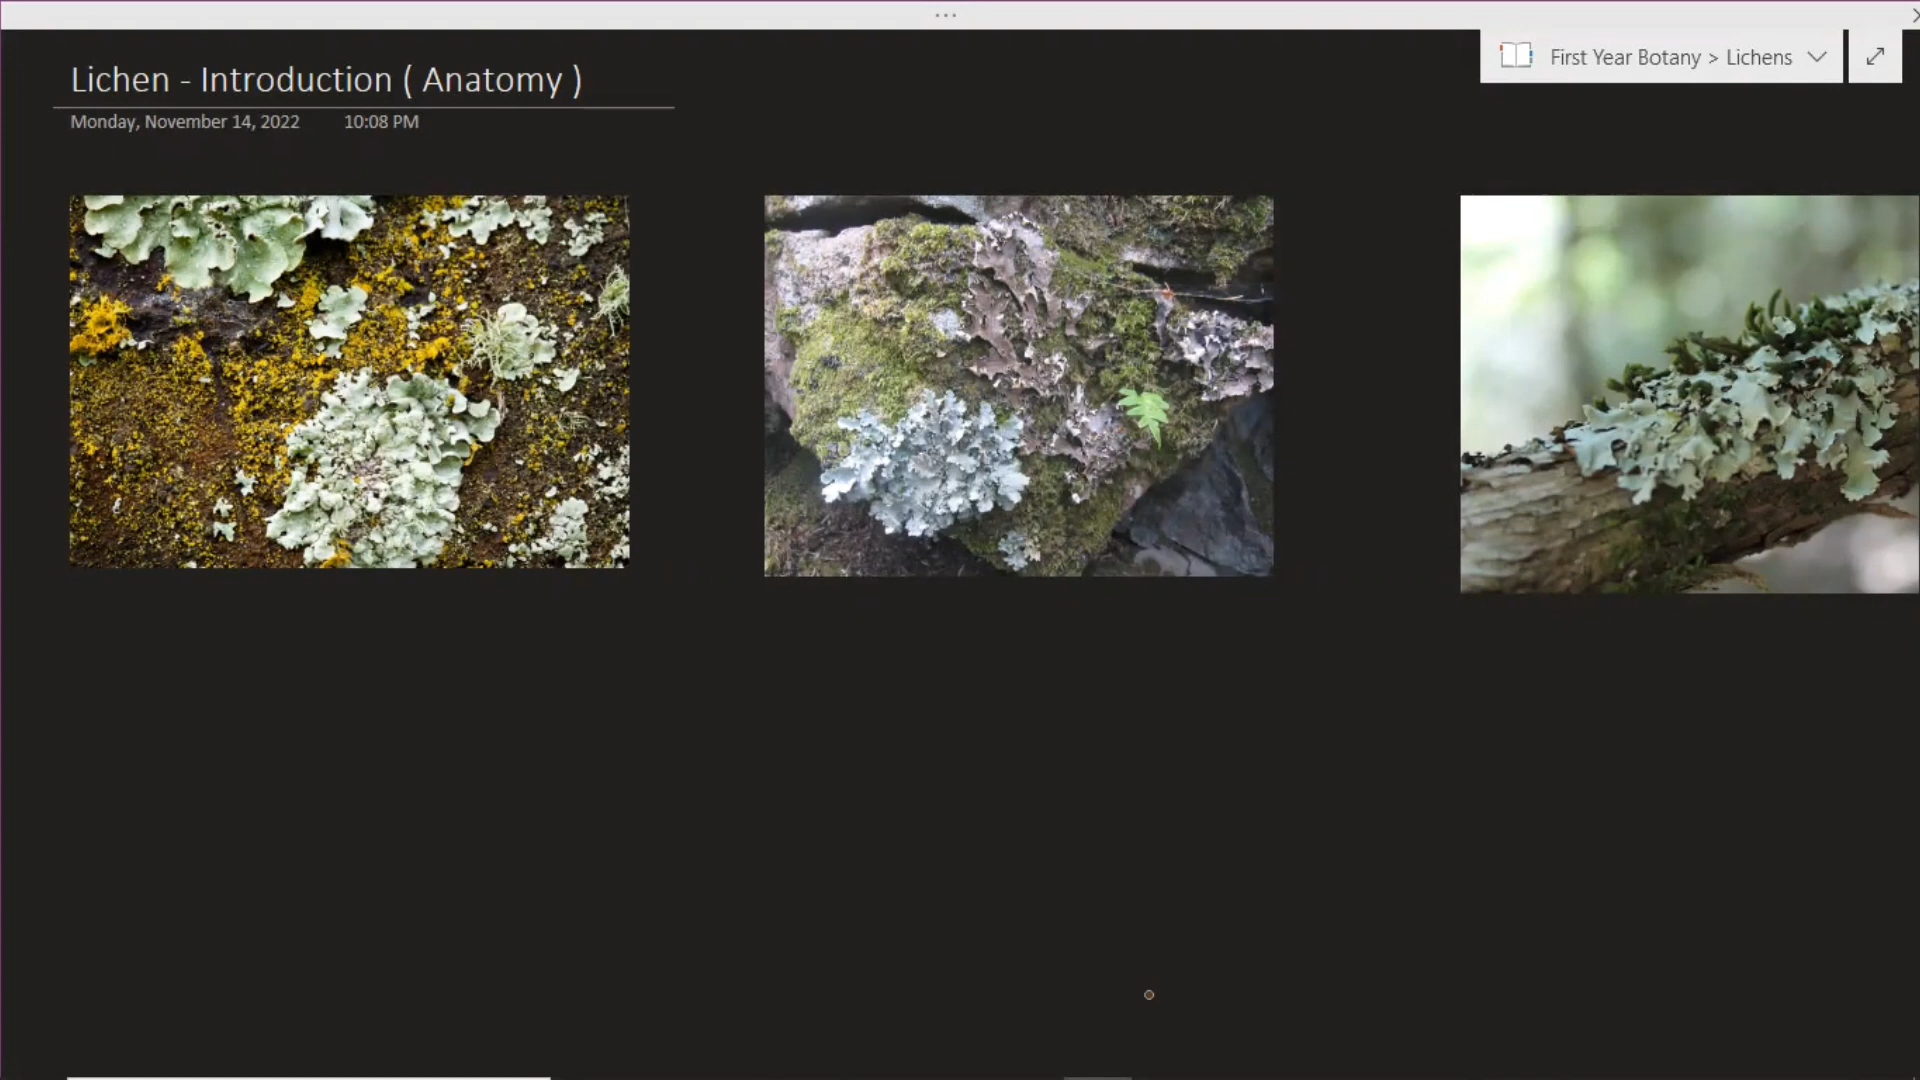 Lichen - Introduction ( Anatomy )
Monday, November 14, 2022 10:08 PM
First Year Botany > Lichens